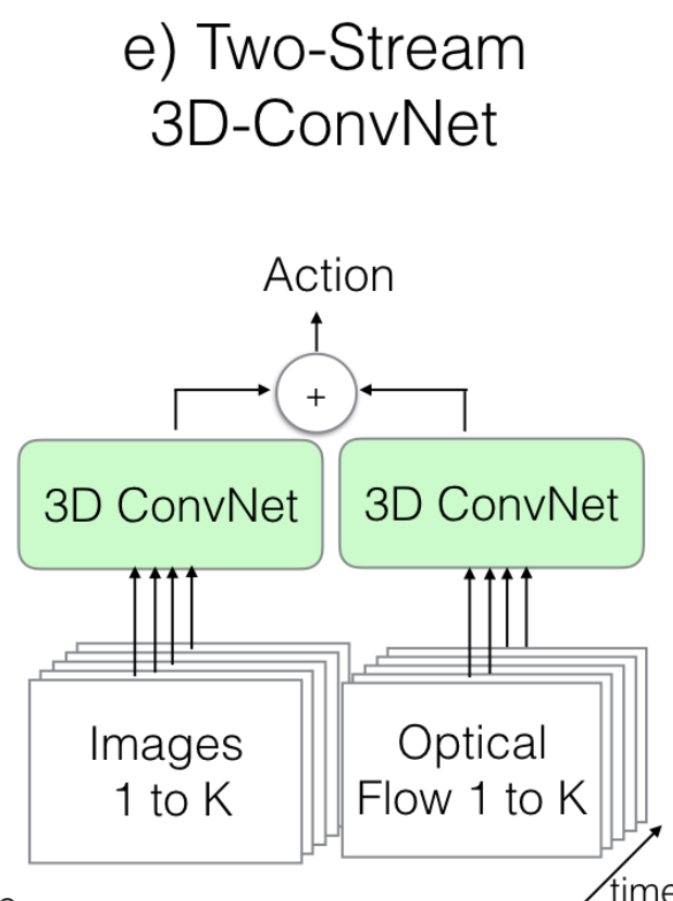 e) Two-Stream
3D-ConvNet
Action
+
3D ConvNet
3D ConvNet
Images
1 to K
Optical
Flow 1 to K
time